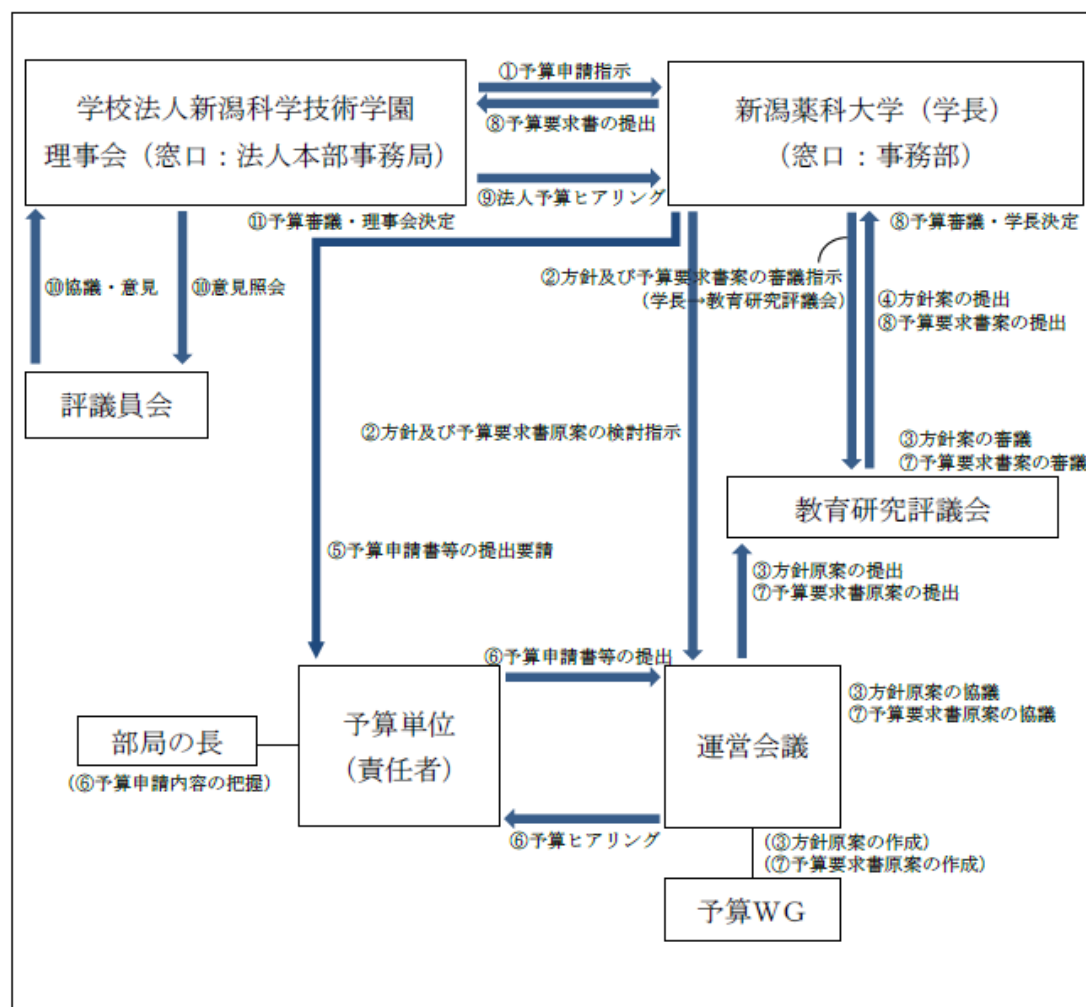 ①予算申請指示
学校法人新潟科学技術学園
理事会（窓口：法人本部事務局）
新潟薬科大学（学長）
（窓口：事務部）
⑧予算要求書の提出
⑨法人予算ヒアリング
⑪予算審議・理事会決定
⑧予算審議・学長決定
⑩協議・意見
⑩意見照会
②方針及び予算要求書案の審議指示
（学長→教育研究評議会）
④方針案の提出
⑧予算要求書案の提出
評議員会
②方針及び予算要求書原案の検討指示
③方針案の審議
⑦予算要求書案の審議
教育研究評議会
⑤予算申請書等の提出要請
③方針原案の提出
⑦予算要求書原案の提出
⑥予算申請書等の提出
予算単位
（責任者）
部局の長
（⑥予算申請内容の把握）
運営会議
③方針原案の協議
⑦予算要求書原案の協議
⑥予算ヒアリング
（③方針原案の作成）
（⑦予算要求書原案の作成）
予算ＷＧ